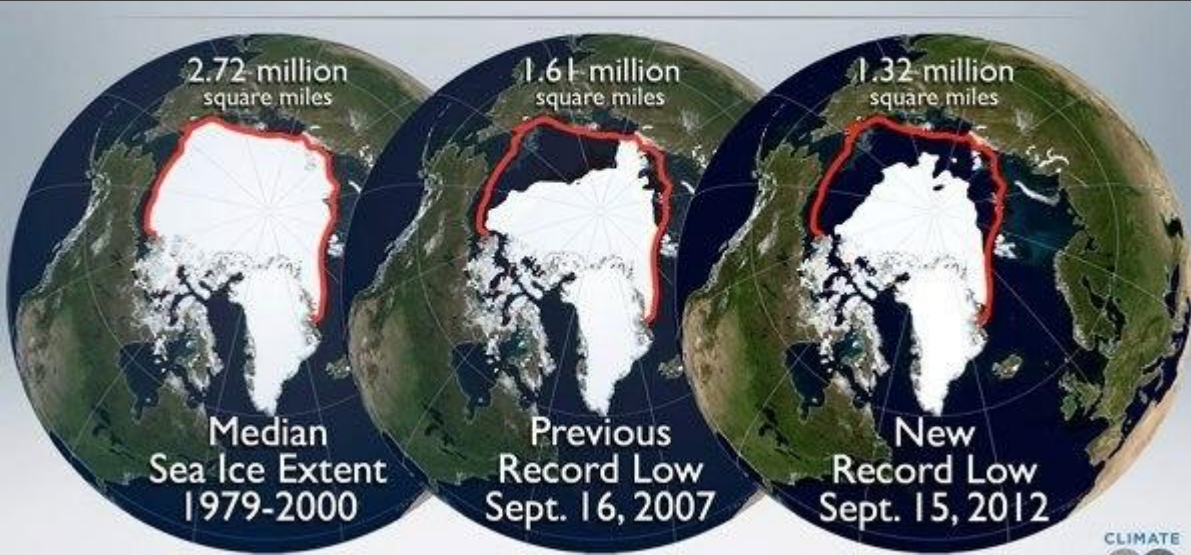 2.72 million
square miles
Median
Sea Ice Extent
1979-2000
1.61 million
square miles
Previous
Record Low
Sept. 16, 2007
1.32 million
square miles
New
Record Low
Sept. 15, 2012
CLIMATE